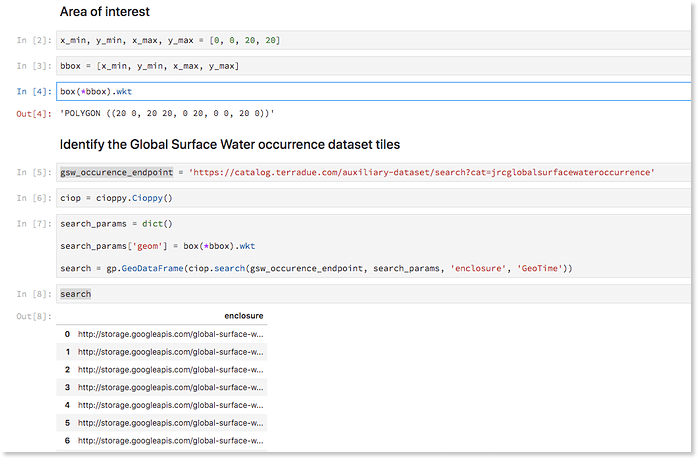 Area of interest
In [2]: x_min, y_min, x_max, y_max = [0, 0, 20, 20]
In [3]: bbox = [x_min, y_min, x_max, y_max]
In [4]: box(*bbox).wkt
Out[4]: 'POLYGON ((20 0, 20 20, 0 20, 0 0, 20 0))'
Identify the Global Surface Water occurrence dataset tiles
In [5]: gsw_occurence_endpoint = 'https://catalog.terradue.com/auxiliary-dataset/search?cat=jrcglobalsurfacewateroccurrence'
In [6]: ciop = cioppy.Cioppy()
In [7]: search_params = dict()
search_params['geom'] = box(*bbox).wkt
search = gp.GeoDataFrame(ciop.search(gsw_occurence_endpoint, search_params, 'enclosure', 'GeoTime'))
In [8]: search
Out[8]:
enclosure
0 http://storage.googleapis.com/global-surface-w...
1 http://storage.googleapis.com/global-surface-w...
2 http://storage.googleapis.com/global-surface-w...
3 http://storage.googleapis.com/global-surface-w...
4 http://storage.googleapis.com/global-surface-w...
5 http://storage.googleapis.com/global-surface-w...
6 http://storage.googleapis.com/global-surface-w...